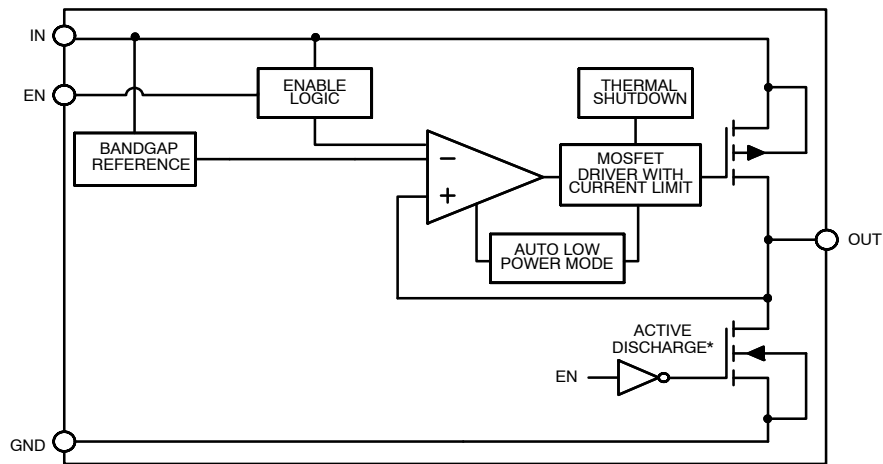 IN
EN
ENABLE
LOGIC
THERMAL
SHUTDOWN
BANDGAP
REFERENCE
−
+
MOSFET
DRIVER WITH
CURRENT LIMIT
AUTO LOW
POWER MODE
OUT
ACTIVE
DISCHARGE*
EN
GND